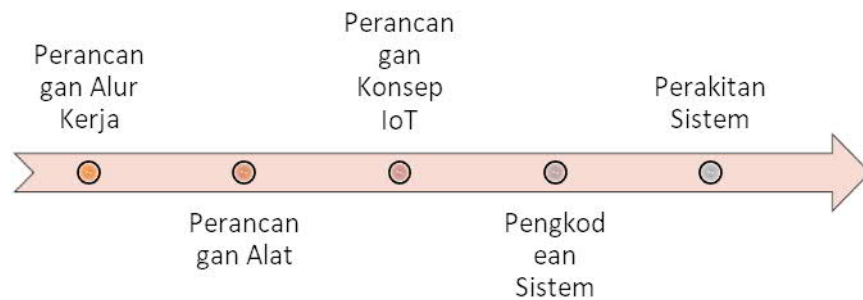 Perancan
gan Alur
Kerja
Perancan
gan Alat
Perancan
gan
Konsep
IoT
Pengkod
ean
Sistem
Perakitan
Sistem